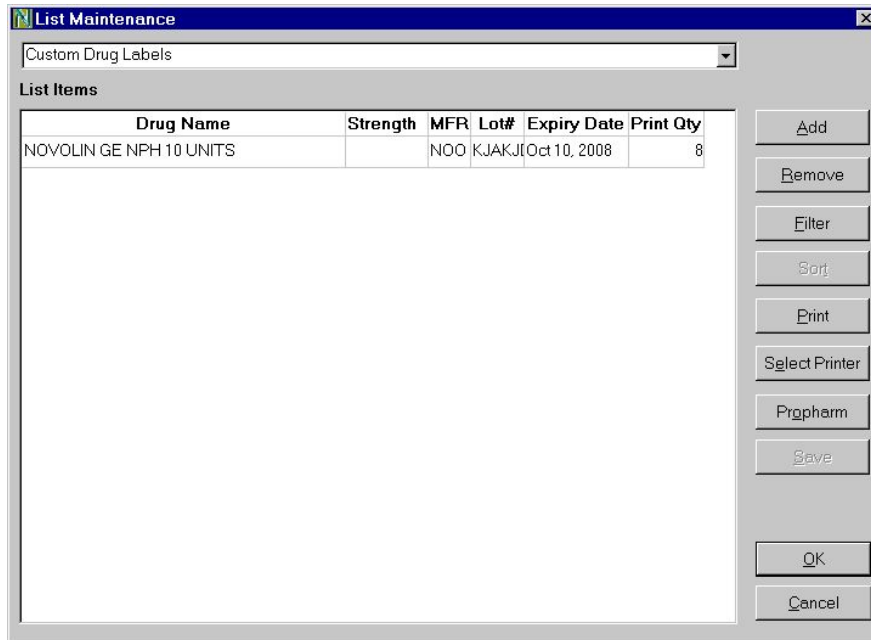 List Maintenance
Custom Drug Labels
List Items
Drug Name Strength MFR Lot# Expiry Date Print Qty
NOVOLIN GE NPH 10 UNITS NOO Oct 10, 2008 8
Add
Remove
Filter
Sort
Print
Select Printer
Propharm
Save
OK
Cancel